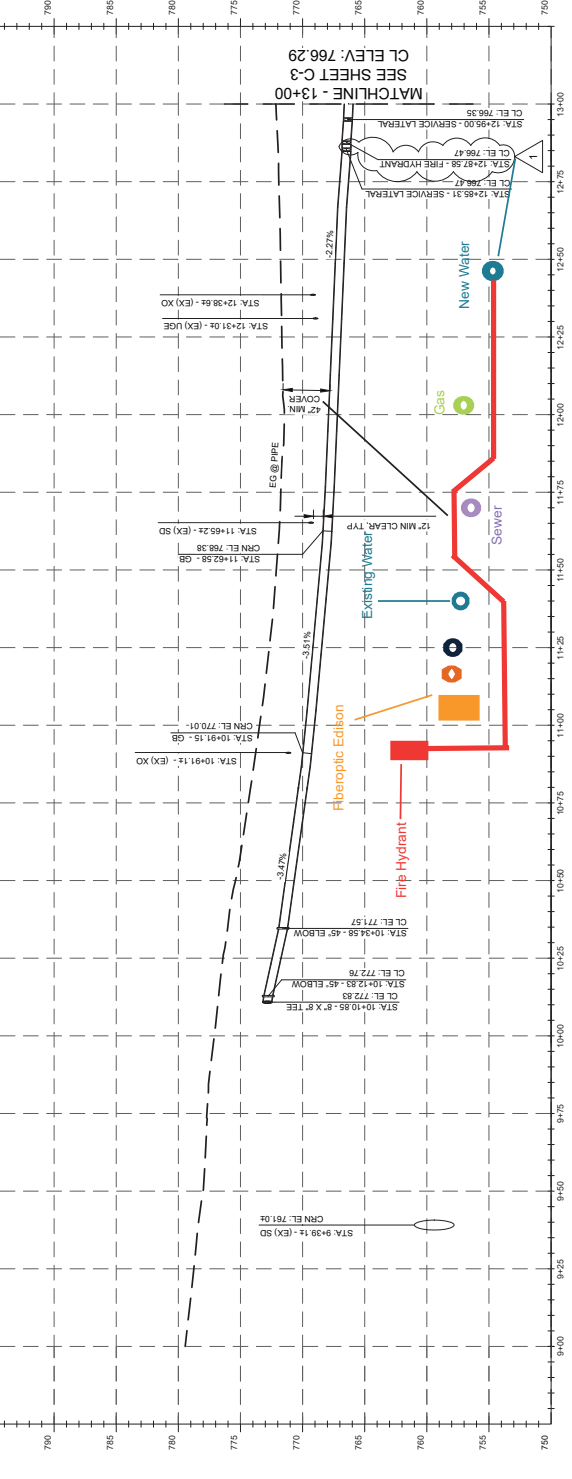 790
785
780
775
770
765
760
755
750
MATCHLINE - 13+00
SEE SHEET C-3
CL ELEV: 766.29
13+00
12+75
12+50
12+25
12+00
11+75
11+50
11+25
11+00
10+75
10+50
10+25
10+00
9+75
9+50
9+25
9+00
STA: 12+95.00 - SERVICE LATERAL
CL EL: 766.35
STA: 12+87.58 - FIRE HYDRANT
CL EL: 766.47
STA: 12+85.31 - SERVICE LATERAL
CL EL: 766.47
1
-2.27%
STA: 12+38.6± - (EX) XO
STA: 12+31.0± - (EX) UGE
42" MIN.
COVER
EG @ PIPE
12" MIN CLEAR, TYP
STA: 11+65.2± - (EX) SD
STA: 11+62.58 - GB
CRN EL: 768.38
-3.51%
STA: 10+91.15 - GB
CRN EL: 770.01
STA: 10+91.1± - (EX) XO
-3.47%
STA: 10+34.58 - 45° ELBOW
CL EL: 771.57
STA: 10+12.83 - 45° ELBOW
CL EL: 772.76
STA: 10+10.85 - 8" X 8" TEE
CL EL: 772.83
STA: 9+39.1± - (EX) SD
CRN EL: 761.0±
New Water
Gas
Sewer
Existing Water
Fiberoptic Edison
Fire Hydrant
790
785
780
775
770
765
760
755
750